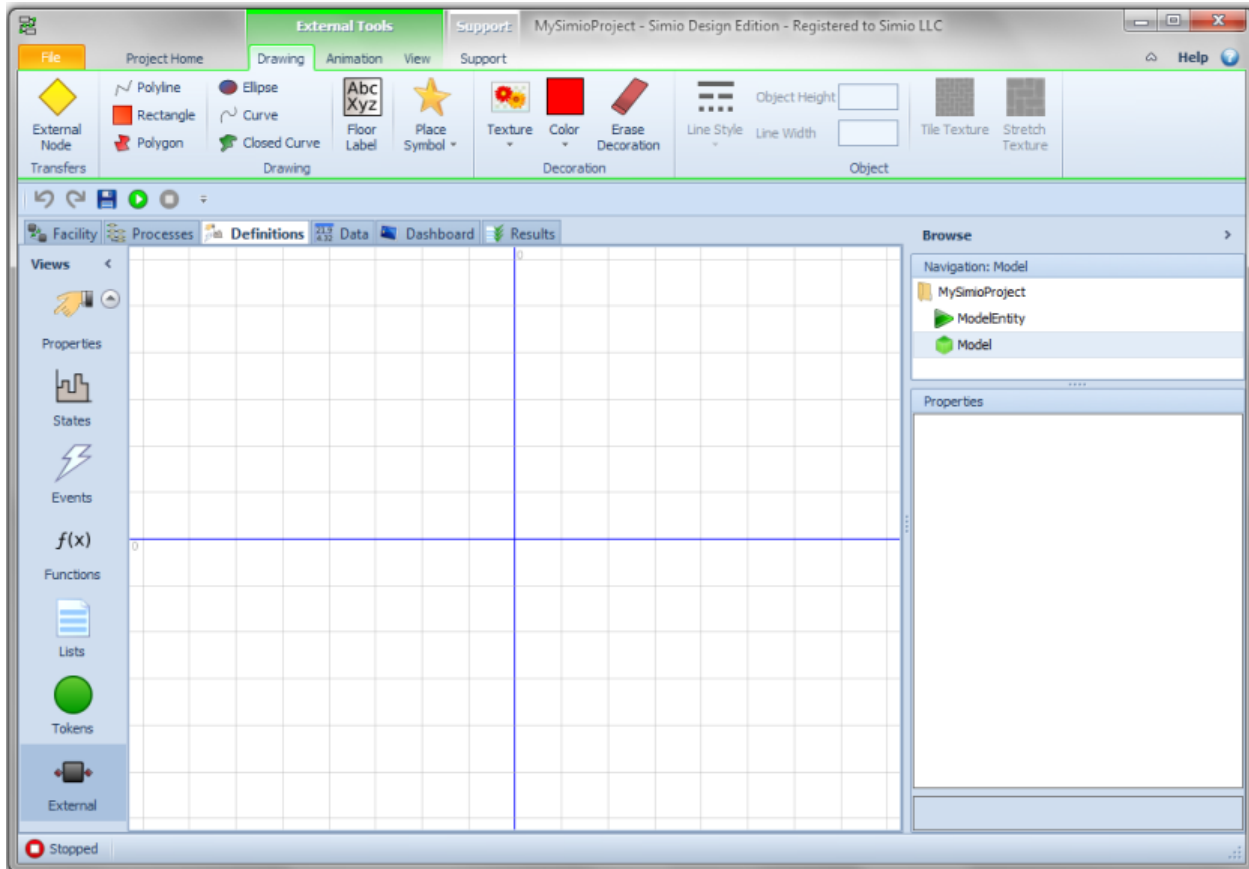 External Tools Support MySimioProject - Simio Design Edition - Registered to Simio LLC
File Project Home Drawing Animation View Support Help
External Node
Transfers
Polyline
Rectangle
Polygon
Ellipse
Curve
Closed Curve
Abc
Xyz
Floor
Label
Place
Symbol
Drawing
Texture
Color
Erase
Decoration
Decoration
Line Style
Object Height
Line Width
Tile Texture
Stretch
Texture
Object
Facility Processes Definitions Data Dashboard Results
Views
Properties
States
Events
f(x)
Functions
Lists
Tokens
External
0
0
Browse
Navigation: Model
MySimioProject
ModelEntity
Model
Properties
Stopped